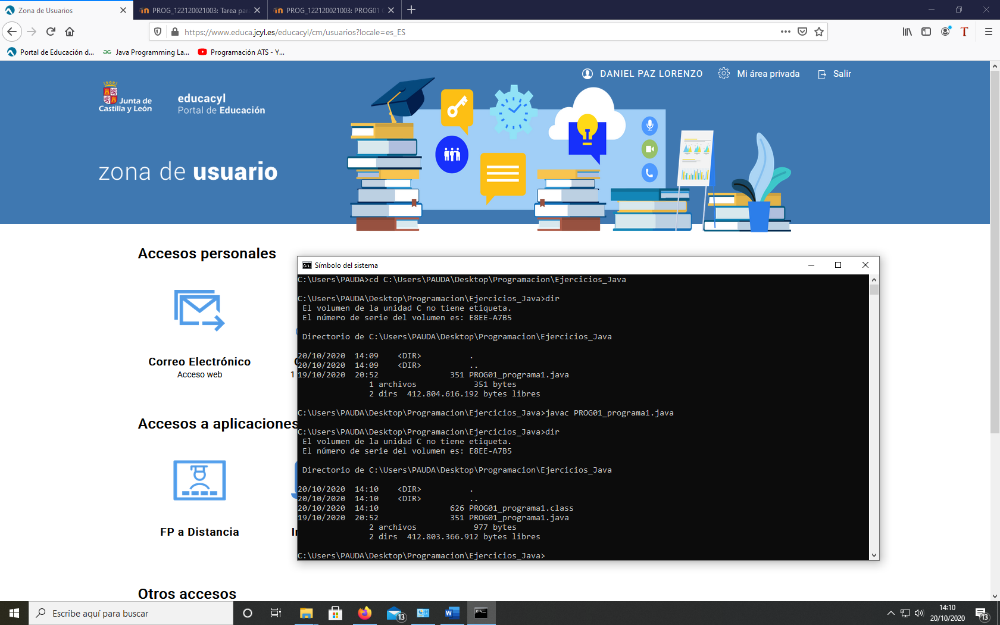 Zona de Usuarios
PROG_122120021003: Tarea par
PROG_122120021003: PROG01
https://www.educa.jcyl.es/educacyl/cm/usuarios?locale=es_ES
Portal de Educación d...
Java Programming La...
Programación ATS - Y...
DANIEL PAZ LORENZO
Mi área privada
Salir
Junta de
Castilla y León
educacyl
Portal de Educación
zona de usuario
Accesos personales
Correo Electrónico
Acceso web
Accesos a aplicaciones
FP a Distancia
Otros accesos
Símbolo del sistema
C:\Users\PAUDA>cd C:\Users\PAUDA\Desktop\Programacion\Ejercicios_Java
C:\Users\PAUDA\Desktop\Programacion\Ejercicios_Java>dir
El volumen de la unidad C no tiene etiqueta.
El número de serie del volumen es: E8EE-A7B5
Directorio de C:\Users\PAUDA\Desktop\Programacion\Ejercicios_Java
20/10/2020  14:09    <DIR>          .
20/10/2020  14:09    <DIR>          ..
19/10/2020  20:52               351 PROG01_programa1.java
1 archivos            351 bytes
2 dirs  412.804.616.192 bytes libres
C:\Users\PAUDA\Desktop\Programacion\Ejercicios_Java>javac PROG01_programa1.java
C:\Users\PAUDA\Desktop\Programacion\Ejercicios_Java>dir
El volumen de la unidad C no tiene etiqueta.
El número de serie del volumen es: E8EE-A7B5
Directorio de C:\Users\PAUDA\Desktop\Programacion\Ejercicios_Java
20/10/2020  14:10    <DIR>          .
20/10/2020  14:10    <DIR>          ..
20/10/2020  14:10               626 PROG01_programa1.class
19/10/2020  20:52               351 PROG01_programa1.java
2 archivos            977 bytes
2 dirs  412.803.366.912 bytes libres
C:\Users\PAUDA\Desktop\Programacion\Ejercicios_Java>
Escribe aquí para buscar
13
14:10
20/10/2020
13